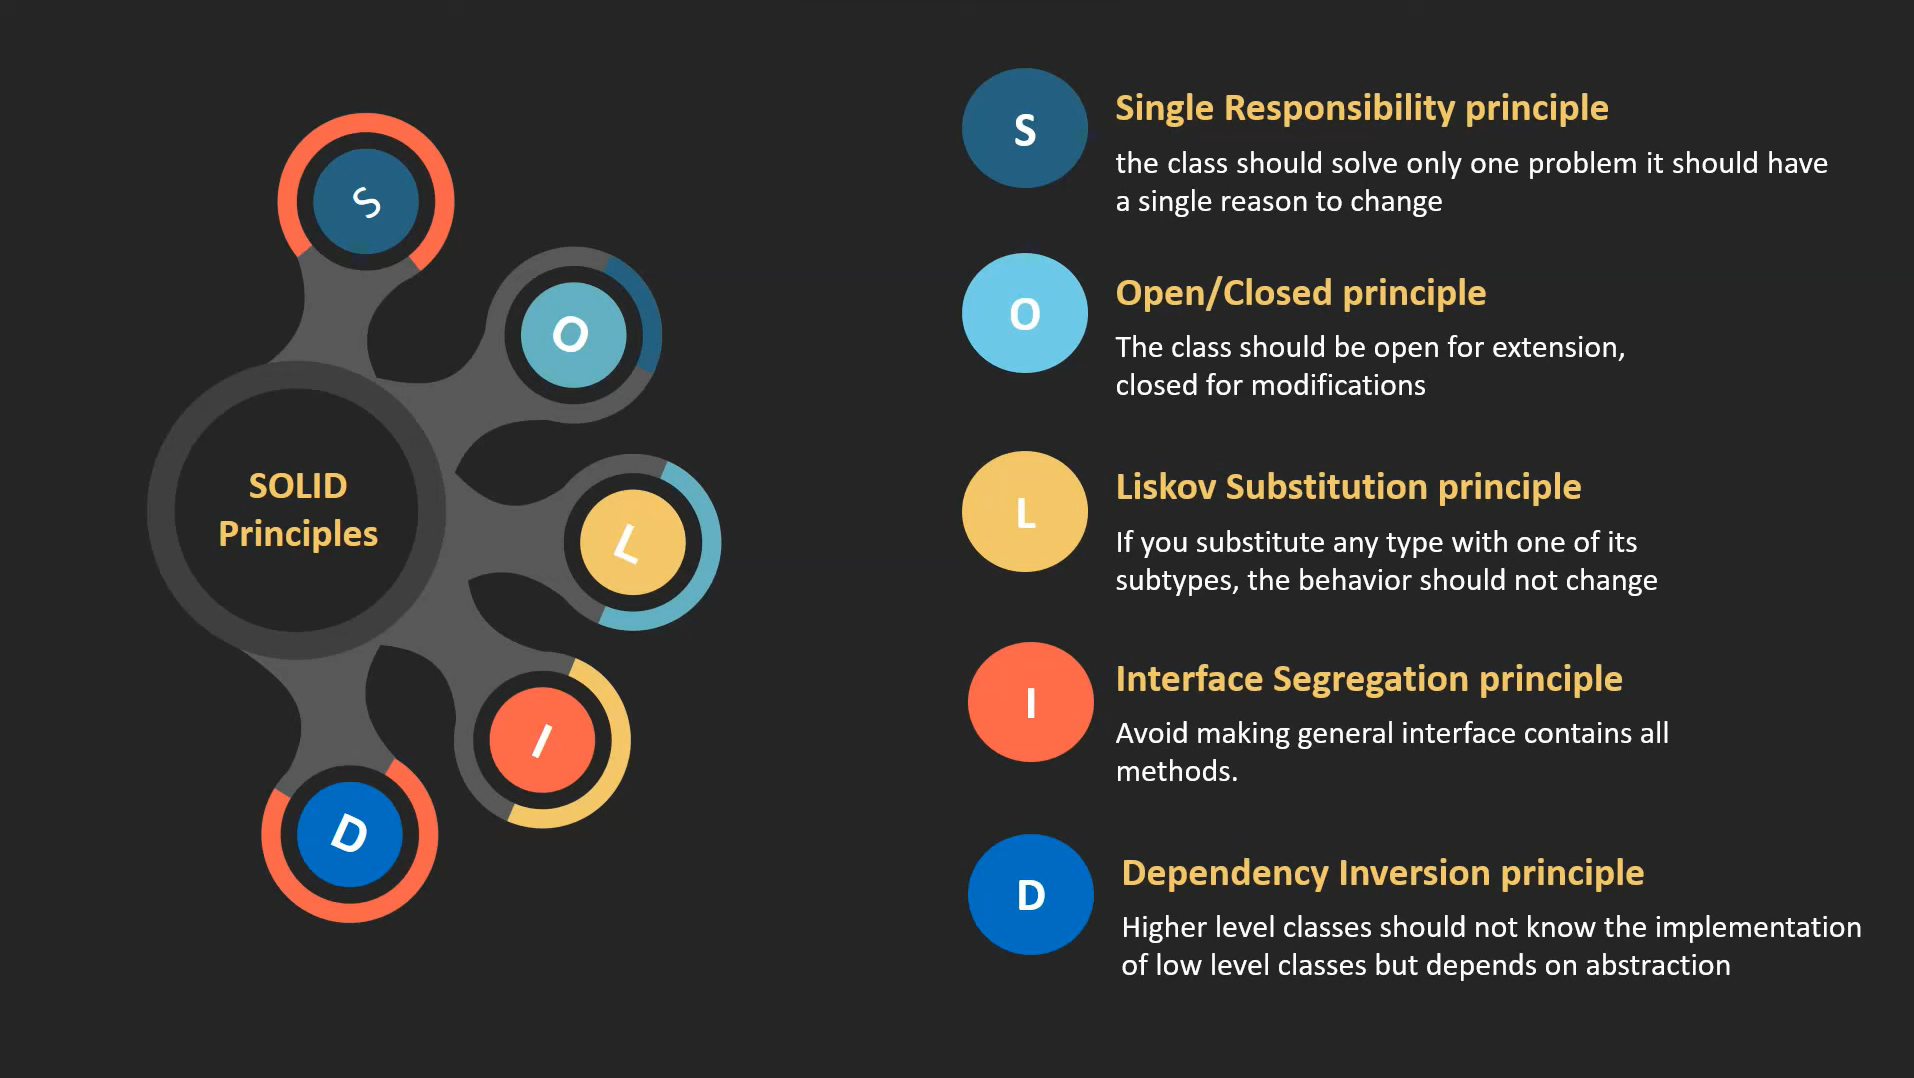 S
O
L
I
D
SOLID
Principles
S
Single Responsibility principle
the class should solve only one problem it should have
a single reason to change
O
Open/Closed principle
The class should be open for extension,
closed for modifications
L
Liskov Substitution principle
If you substitute any type with one of its
subtypes, the behavior should not change
I
Interface Segregation principle
Avoid making general interface contains all
methods.
D
Dependency Inversion principle
Higher level classes should not know the implementation
of low level classes but depends on abstraction